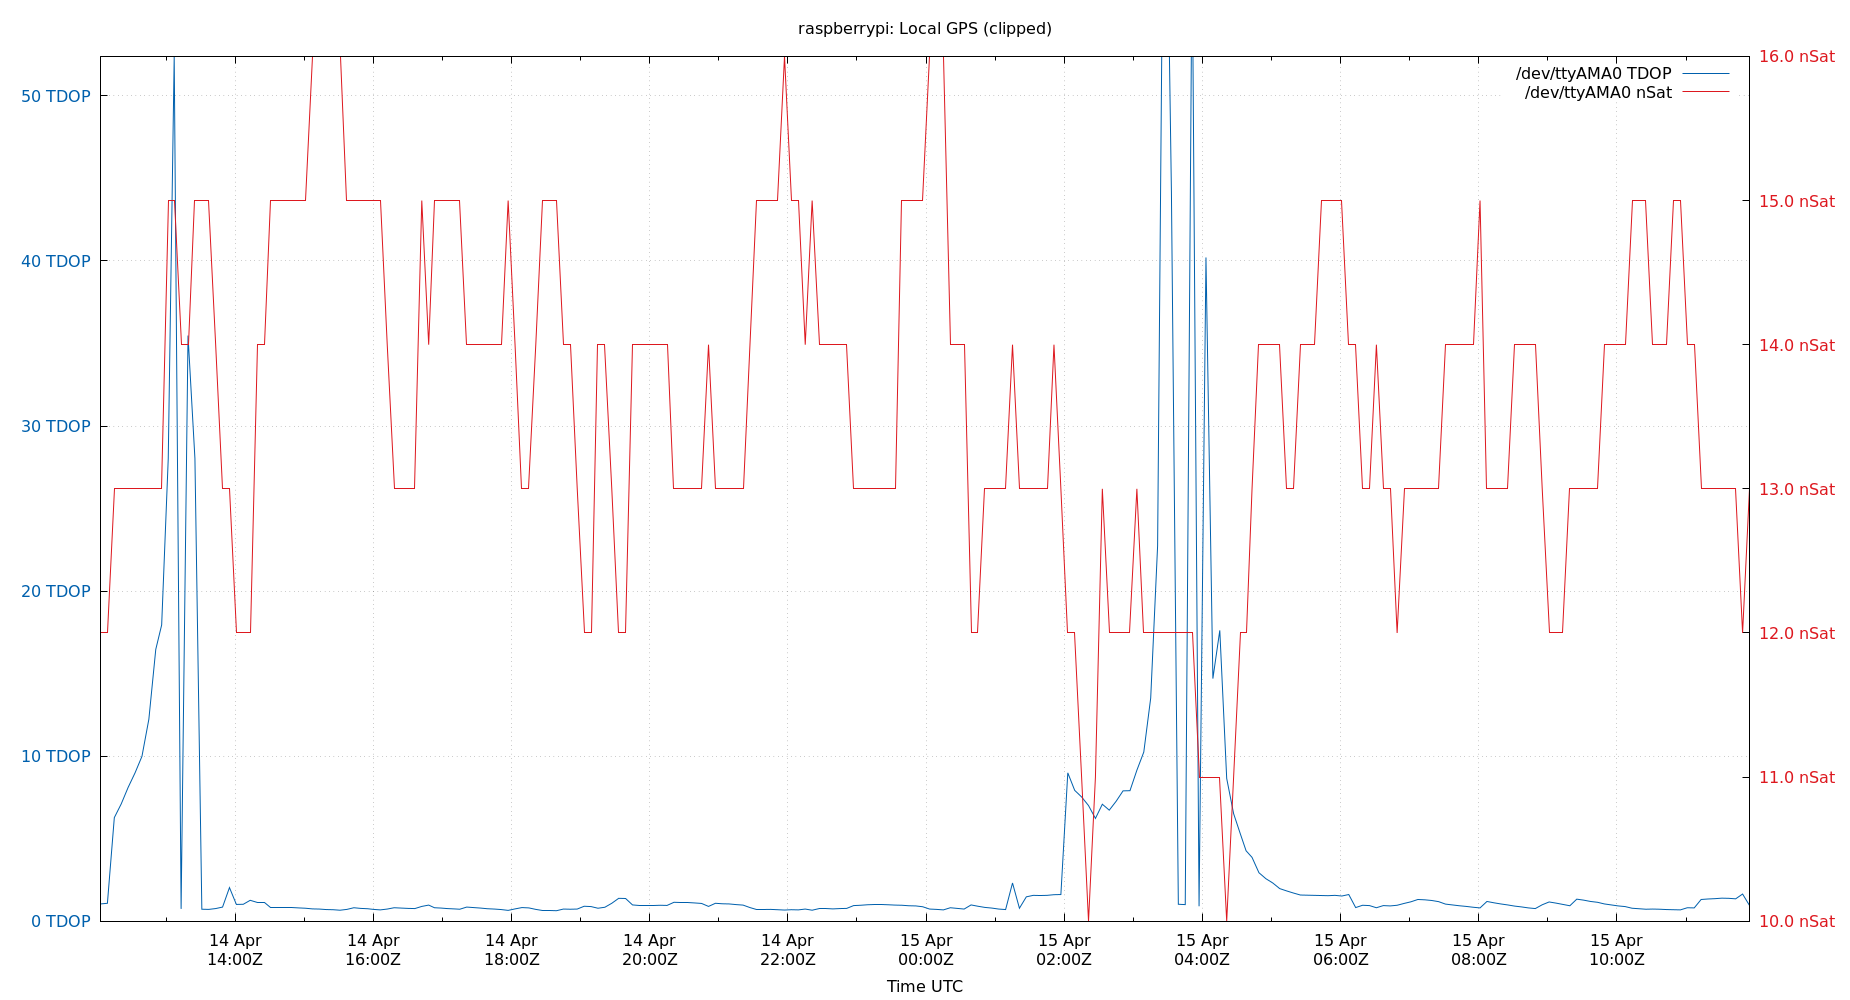 raspberrypi: Local GPS (clipped)
/dev/ttyAMA0 TDOP
/dev/ttyAMA0 nSat
50 TDOP
40 TDOP
30 TDOP
20 TDOP
10 TDOP
0 TDOP
16.0 nSat
15.0 nSat
14.0 nSat
13.0 nSat
12.0 nSat
11.0 nSat
10.0 nSat
14 Apr
14:00Z
14 Apr
16:00Z
14 Apr
18:00Z
14 Apr
20:00Z
14 Apr
22:00Z
15 Apr
00:00Z
15 Apr
02:00Z
15 Apr
04:00Z
15 Apr
06:00Z
15 Apr
08:00Z
15 Apr
10:00Z
Time UTC